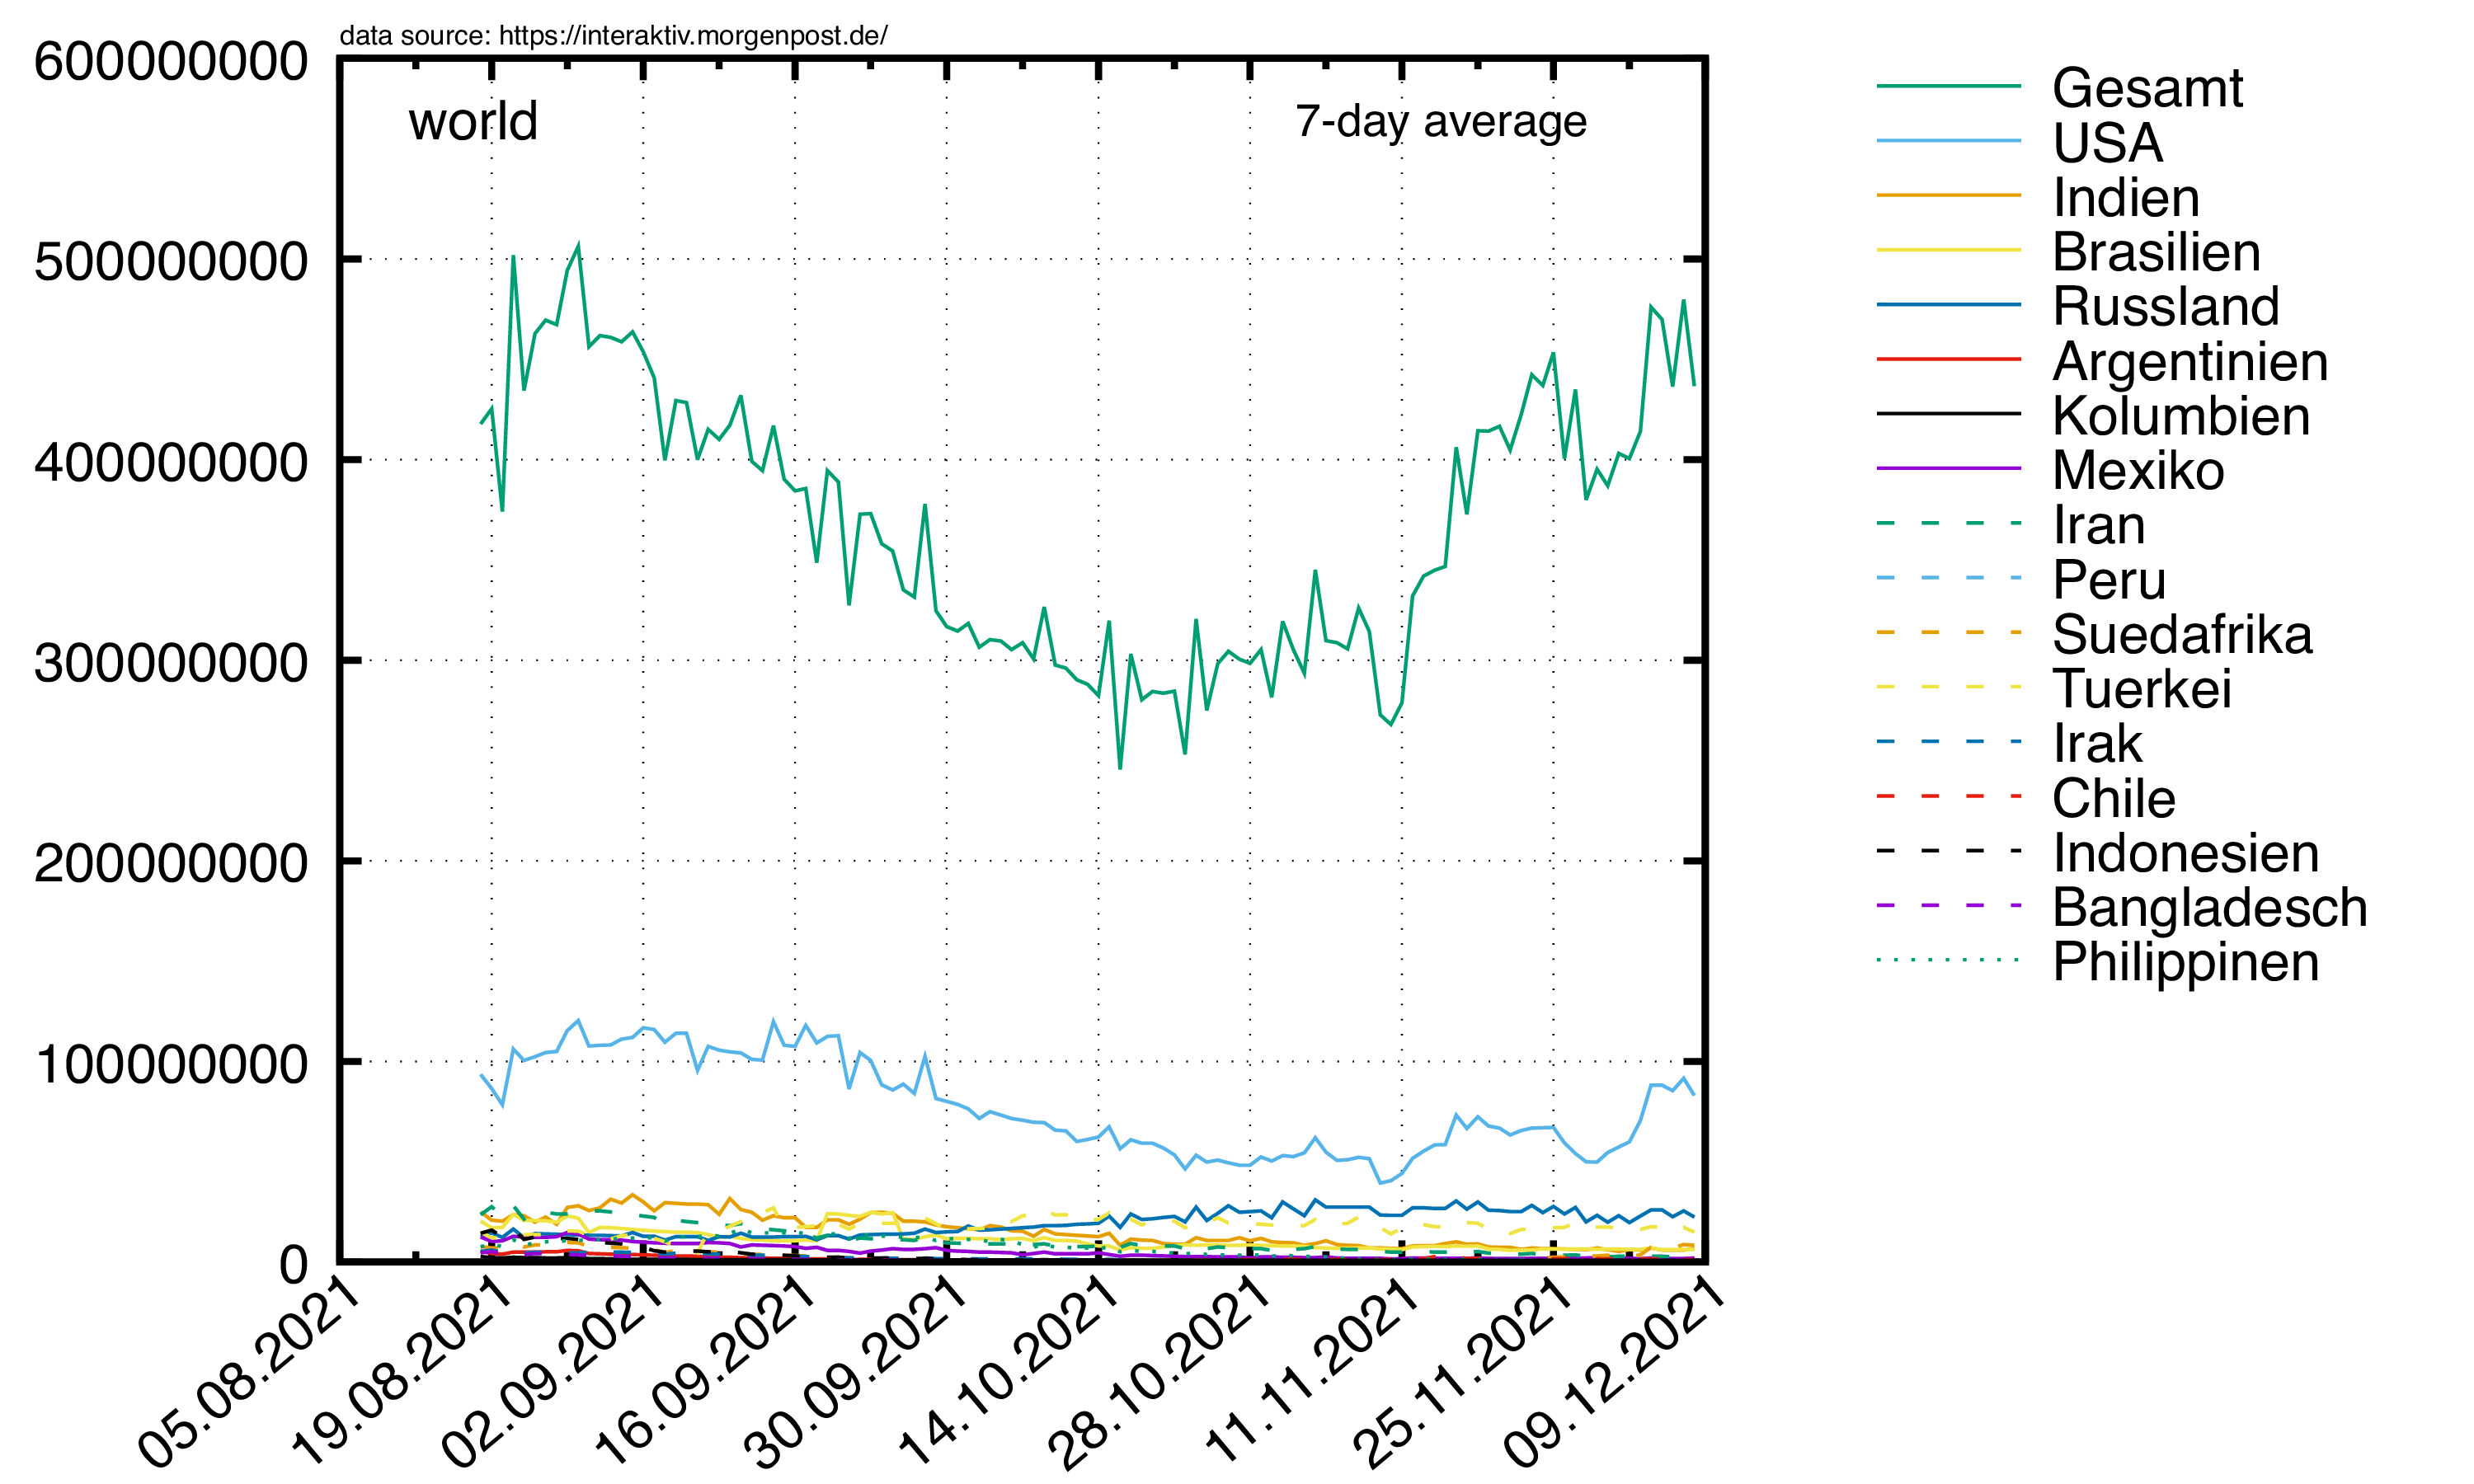 data source: https://interaktiv.morgenpost.de/
world
7-day average
600000000
500000000
400000000
300000000
200000000
100000000
0
05.08.2021
19.08.2021
02.09.2021
16.09.2021
30.09.2021
14.10.2021
28.10.2021
11.11.2021
25.11.2021
09.12.2021
Gesamt
USA
Indien
Brasilien
Russland
Argentinien
Kolumbien
Mexiko
Iran
Peru
Suedafrika
Tuerkei
Irak
Chile
Indonesien
Bangladesch
Philippinen